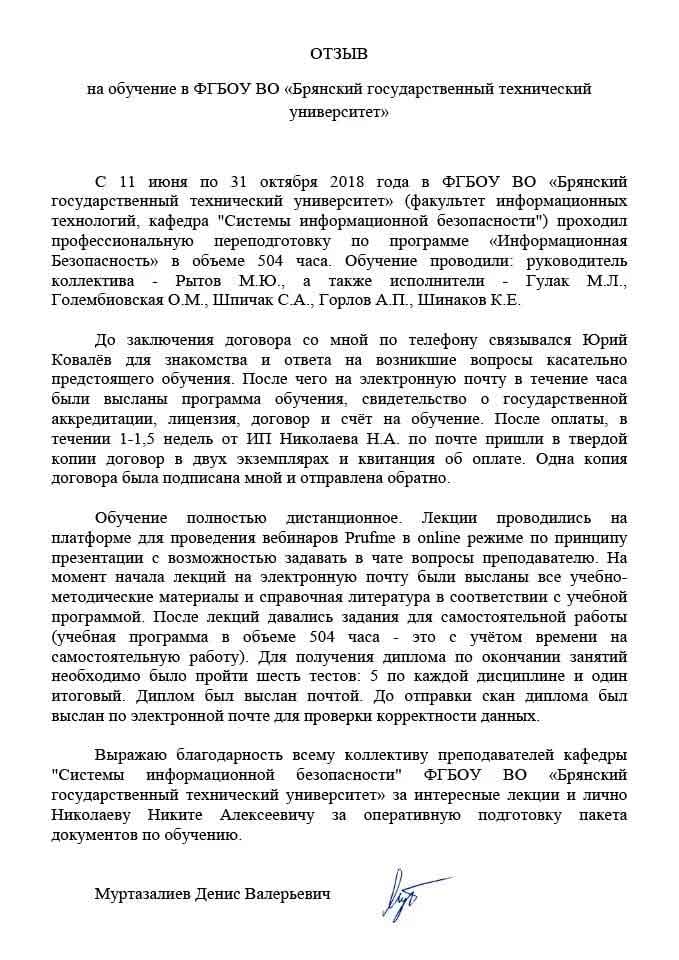 ОТЗЫВ
на обучение в ФГБОУ ВО «Брянский государственный технический
университет»
С 11 июня по 31 октября 2018 года в ФГБОУ ВО «Брянский
государственный технический университет» (факультет информационных
технологий, кафедра "Системы информационной безопасности") проходил
профессиональную переподготовку по программе «Информационная
Безопасность» в объеме 504 часа. Обучение проводили: руководитель
коллектива - Рытов М.Ю., а также исполнители - Гулак М.Л.,
Голембиовская О.М., Шпичак С.А., Горлов А.П., Шинаков К.Е.
До заключения договора со мной по телефону связывался Юрий
Ковалёв для знакомства и ответа на возникшие вопросы касательно
предстоящего обучения. После чего на электронную почту в течение часа
были высланы программа обучения, свидетельство о государственной
аккредитации, лицензия, договор и счёт на обучение. После оплаты, в
течении 1-1,5 недель от ИП Николаева Н.А. по почте пришли в твердой
копии договор в двух экземплярах и квитанция об оплате. Одна копия
договора была подписана мной и отправлена обратно.
Обучение полностью дистанционное. Лекции проводились на
платформе для проведения вебинаров Prufme в online режиме по принципу
презентации с возможностью задавать в чате вопросы преподавателю. На
момент начала лекций на электронную почту были высланы все учебно-
методические материалы и справочная литература в соответствии с учебной
программой. После лекций давались задания для самостоятельной работы
(учебная программа в объеме 504 часа - это с учётом времени на
самостоятельную работу). Для получения диплома по окончании занятий
необходимо было пройти шесть тестов: 5 по каждой дисциплине и один
итоговый. Диплом был выслан почтой. До отправки скан диплома был
выслан по электронной почте для проверки корректности данных.
Выражаю благодарность всему коллективу преподавателей кафедры
"Системы информационной безопасности" ФГБОУ ВО «Брянский
государственный технический университет» за интересные лекции и лично
Николаеву Никите Алексеевичу за оперативную подготовку пакета
документов по обучению.
Муртазалиев Денис Валерьевич